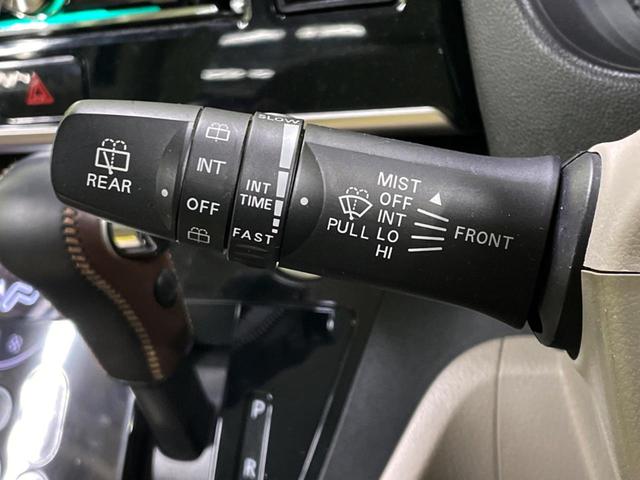 REAR
INT
OFF
SLOW
INT
TIME
FAST
MIST
OFF
INT
LO
HI
PULL
FRONT
P
R